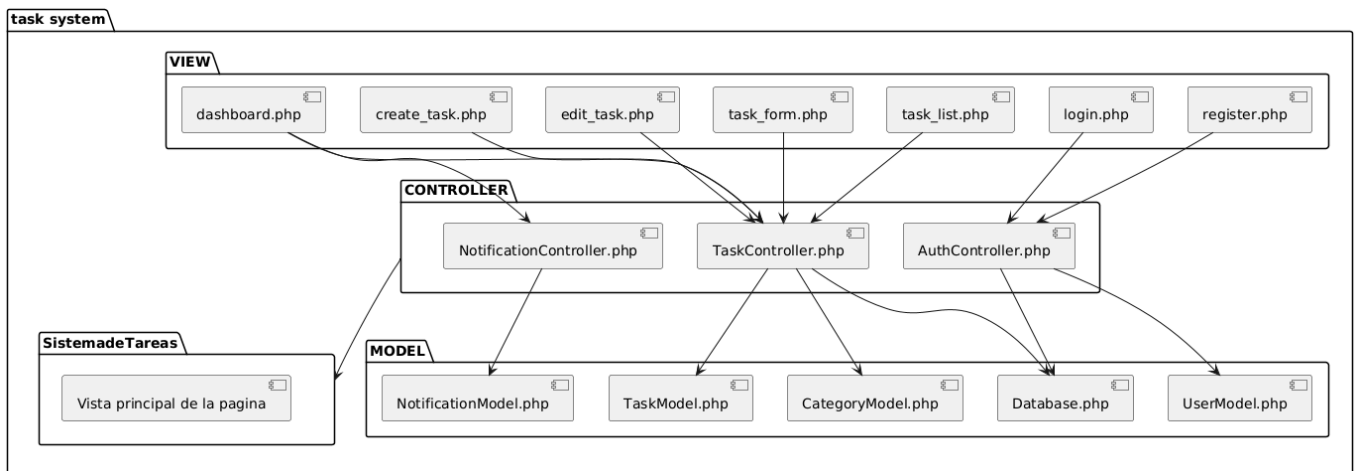 task system
VIEW
dashboard.php
create_task.php
edit_task.php
task_form.php
task_list.php
login.php
register.php
CONTROLLER
NotificationController.php
TaskController.php
AuthController.php
SistemadeTareas
Vista principal de la pagina
MODEL
NotificationModel.php
TaskModel.php
CategoryModel.php
Database.php
UserModel.php